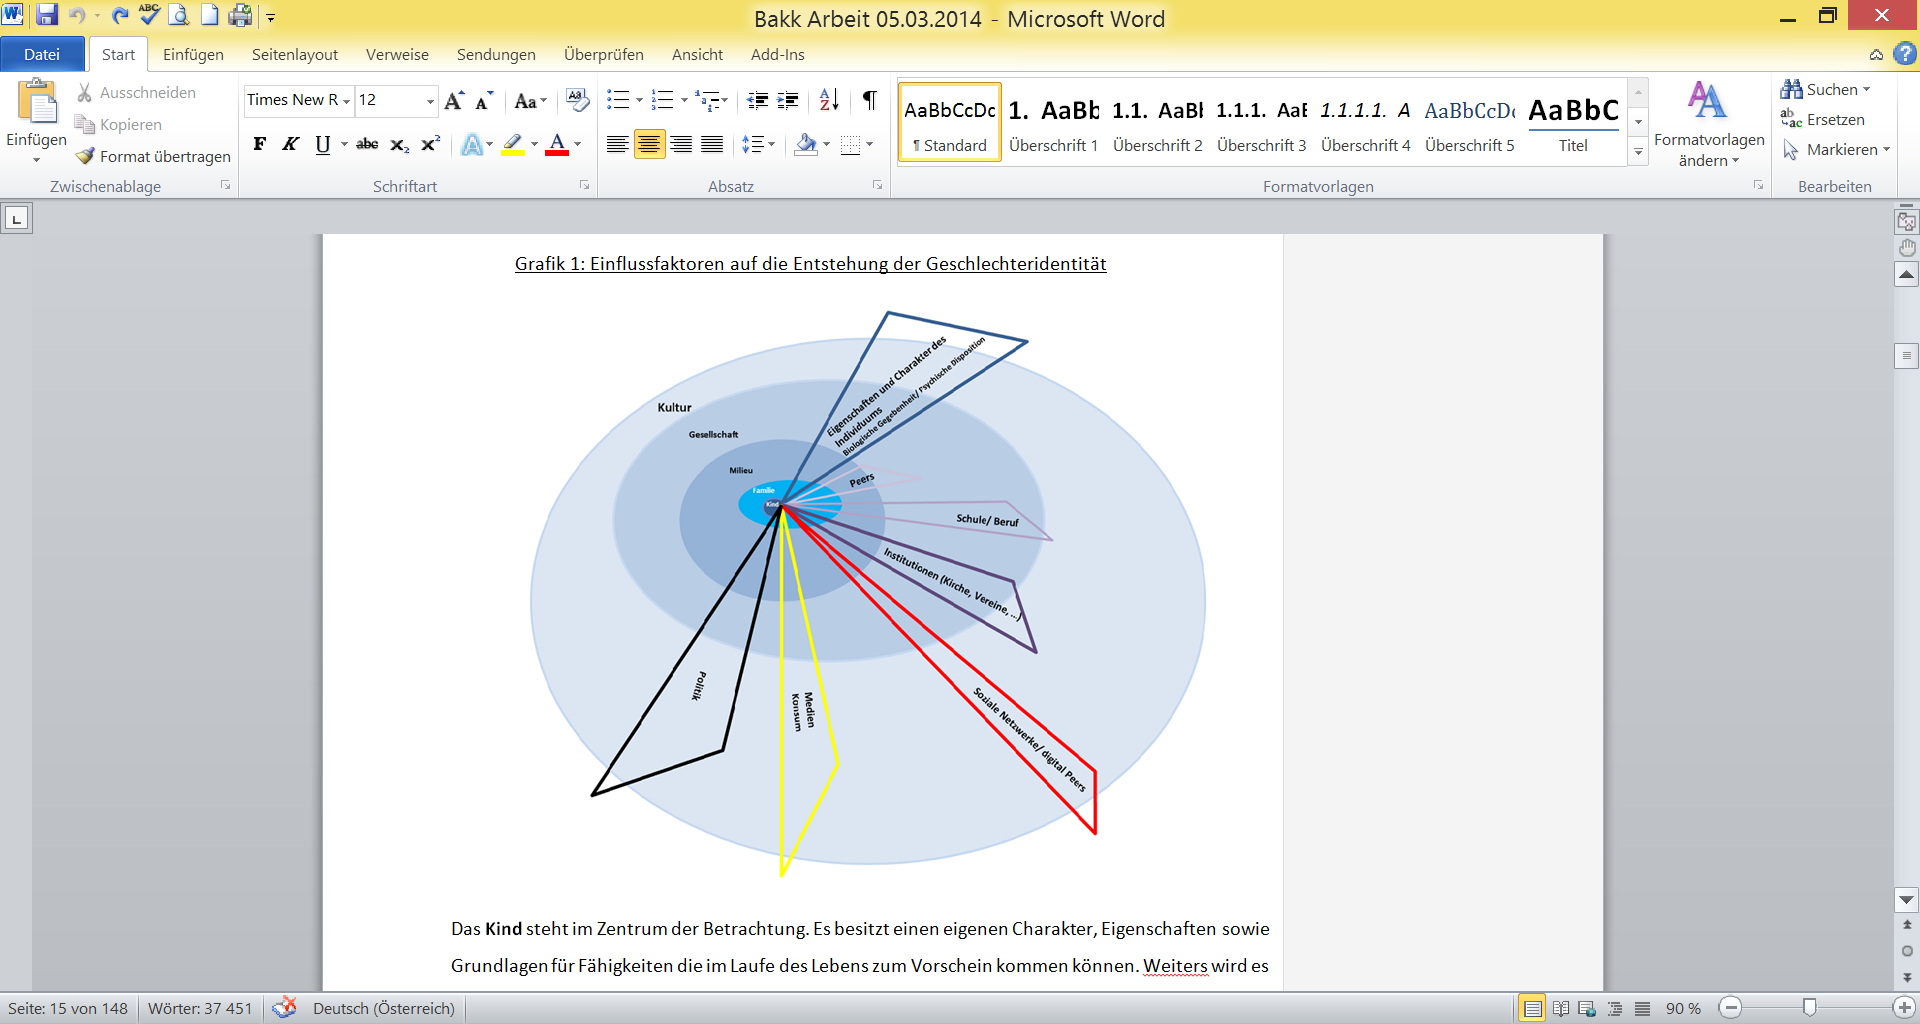 Bakk Arbeit 05.03.2014 - Microsoft Word
Datei Start Einfügen Seitenlayout Verweise Sendungen Überprüfen Ansicht Add-Ins
Einfügen
Ausschneiden
Kopieren
Format übertragen
Zwischenablage
Times New R 12
F K U abc x₂ x²
Schriftart
Absatz
AaBbCcDc 1. AaBb 1.1. AaBl 1.1.1. AaE 1.1.1.1. A AaBbCcDc AaBbC
¶ Standard Überschrift 1 Überschrift 2 Überschrift 3 Überschrift 4 Überschrift 5 Titel
Formatvorlagen
Formatvorlagen
ändern
Suchen
Ersetzen
Markieren
Bearbeiten
Grafik 1: Einflussfaktoren auf die Entstehung der Geschlechteridentität
Kultur
Gesellschaft
Milieu
Familie
Kind
Eigenschaften und Charakter des
Individuums
Biologische Gegebenheit/ Psychische Disposition
Peers
Schule/ Beruf
Institutionen (Kirche, Vereine, ...)
Soziale Netzwerke/ digital Peers
Medien
Konsum
Politik
Das Kind steht im Zentrum der Betrachtung. Es besitzt einen eigenen Charakter, Eigenschaften sowie
Grundlagen für Fähigkeiten die im Laufe des Lebens zum Vorschein kommen können. Weiters wird es
Seite: 15 von 148 Wörter: 37 451 Deutsch (Österreich) 90 %